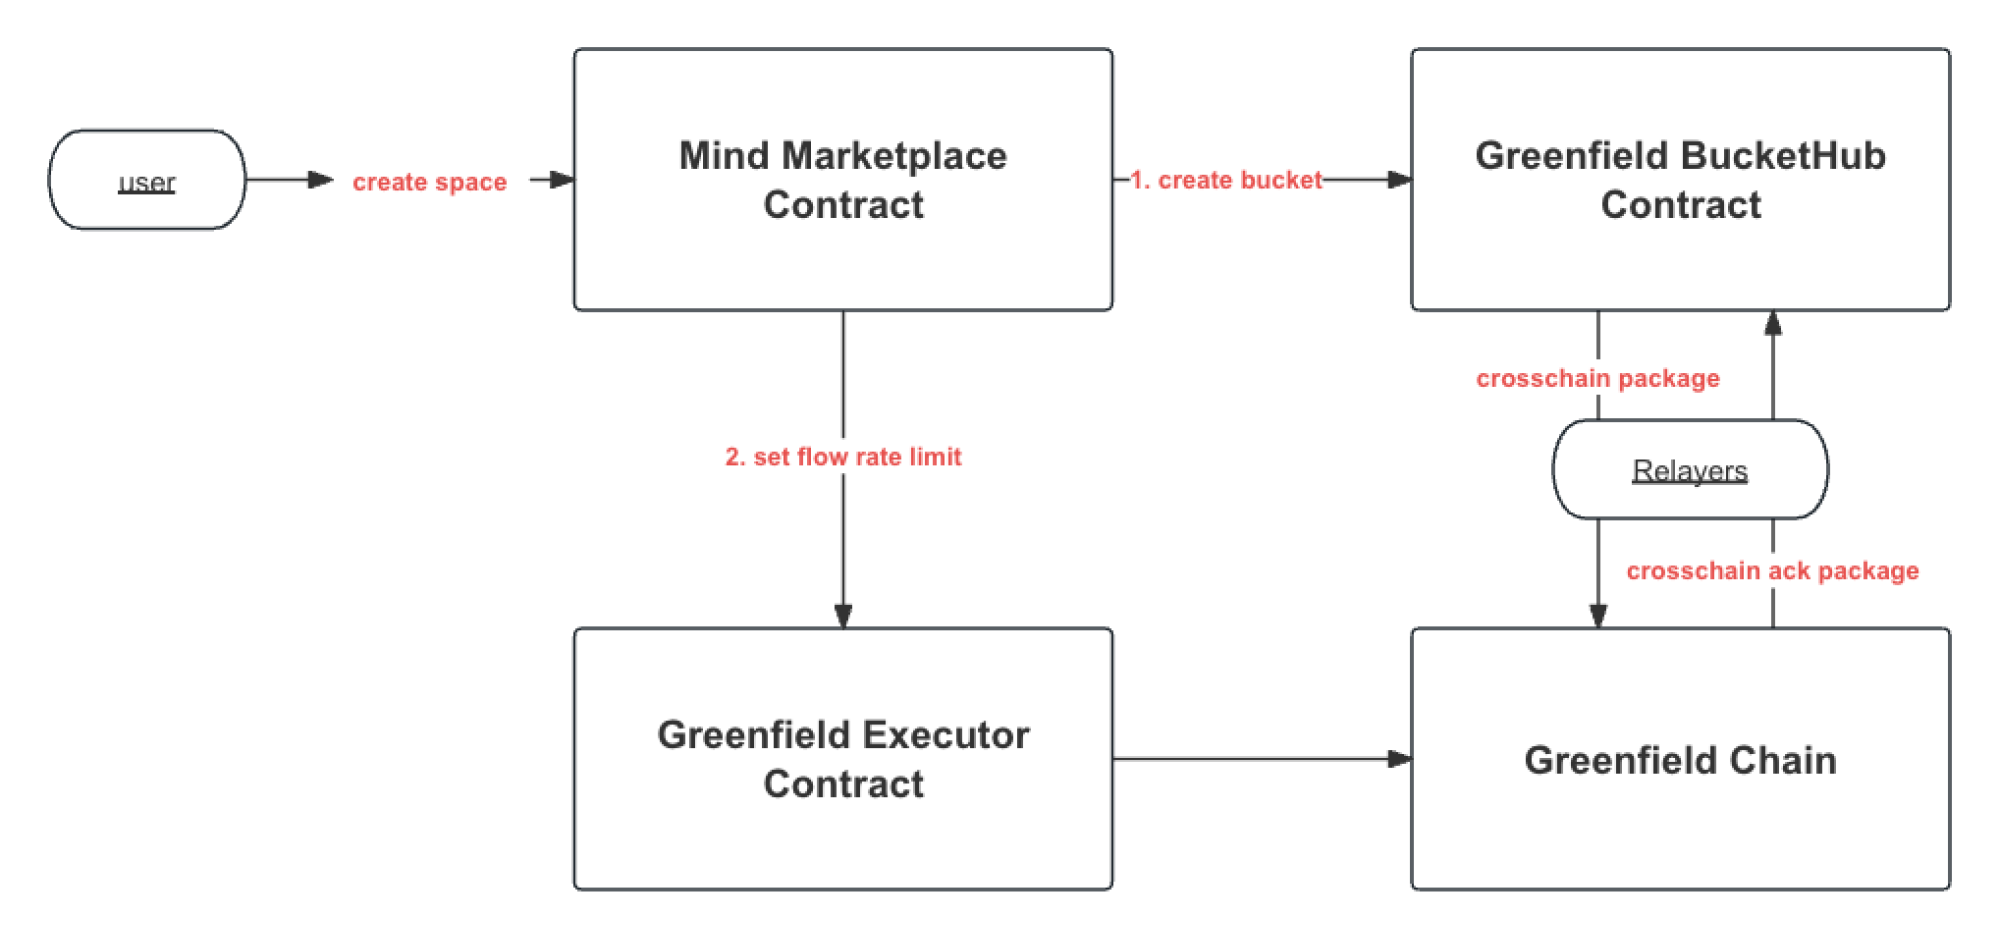 user
create space
Mind Marketplace
Contract
1. create bucket
Greenfield BucketHub
Contract
crosschain package
2. set flow rate limit
Relayers
crosschain ack package
Greenfield Executor
Contract
Greenfield Chain